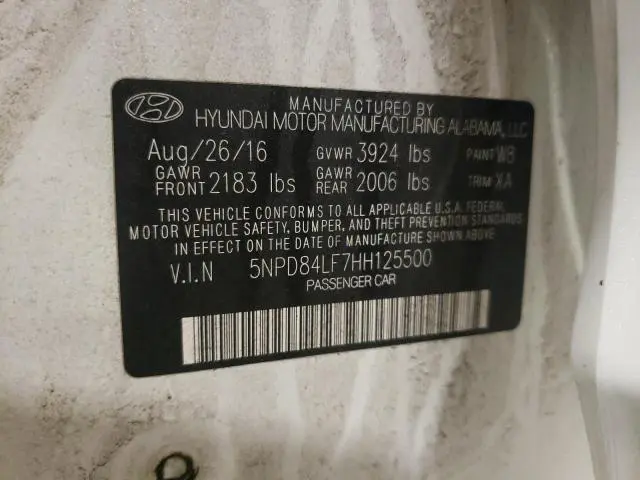 MANUFACTURED BY
HYUNDAI MOTOR MANUFACTURING ALABAMA, LLC
Aug/26/16 GVWR 3924 lbs PAINT W8
GAWR FRONT 2183 lbs GAWR REAR 2006 lbs TRIM XA
THIS VEHICLE CONFORMS TO ALL APPLICABLE U.S.A. FEDERAL
MOTOR VEHICLE SAFETY, BUMPER, AND THEFT PREVENTION STANDARDS
IN EFFECT ON THE DATE OF MANUFACTURE SHOWN ABOVE.
V.I.N 5NPD84LF7HH125500
PASSENGER CAR